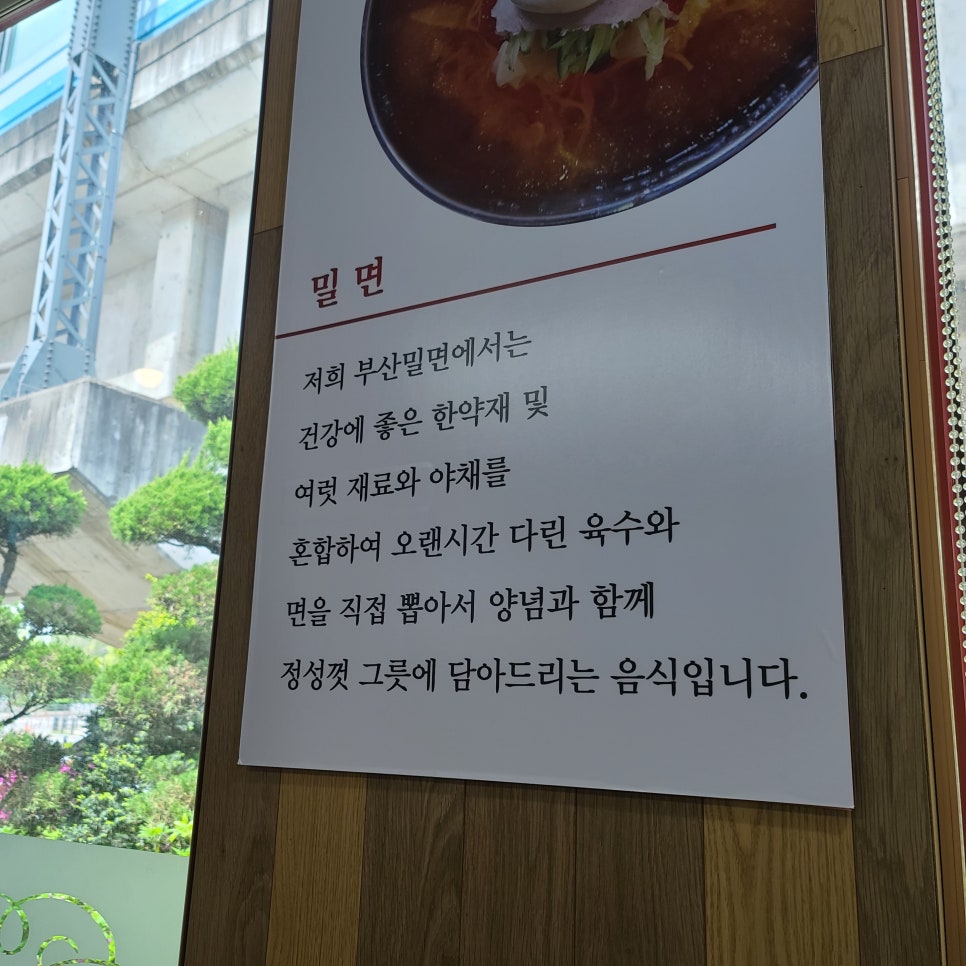 밀면
저희 부산밀면에서는
건강에 좋은 한약재 및
여럿 재료와 야채를
혼합하여 오랜시간 다린 육수와
면을 직접 뽑아서 양념과 함께
정성껏 그릇에 담아드리는 음식입니다.